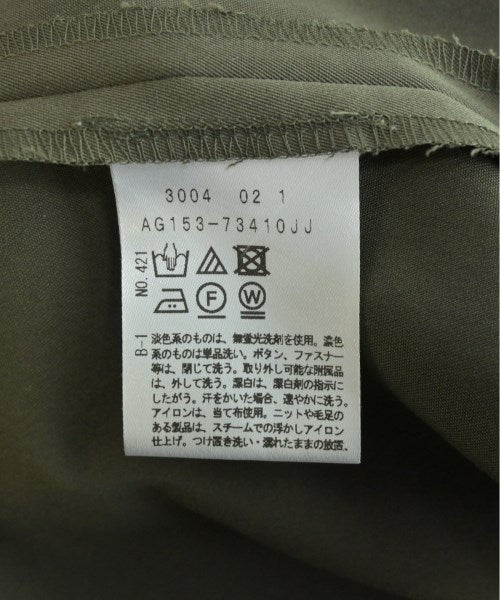 3004 02 1
AG153-73410JJ
NO.421
F
W
B-1
淡色系のものは、無蛍光洗剤を使用。濃色
系のものは単品洗い。ボタン、ファスナー
等は、閉じて洗う。取り外し可能な附属品
は、外して洗う。漂白は、漂白剤の指示に
したがう。汗をかいた場合、速やかに洗う。
アイロンは、当て布使用。ニットや毛足の
ある製品は、スチームでの浮かしアイロン
仕上げ。つけ置き洗い・濡れたままの放置、